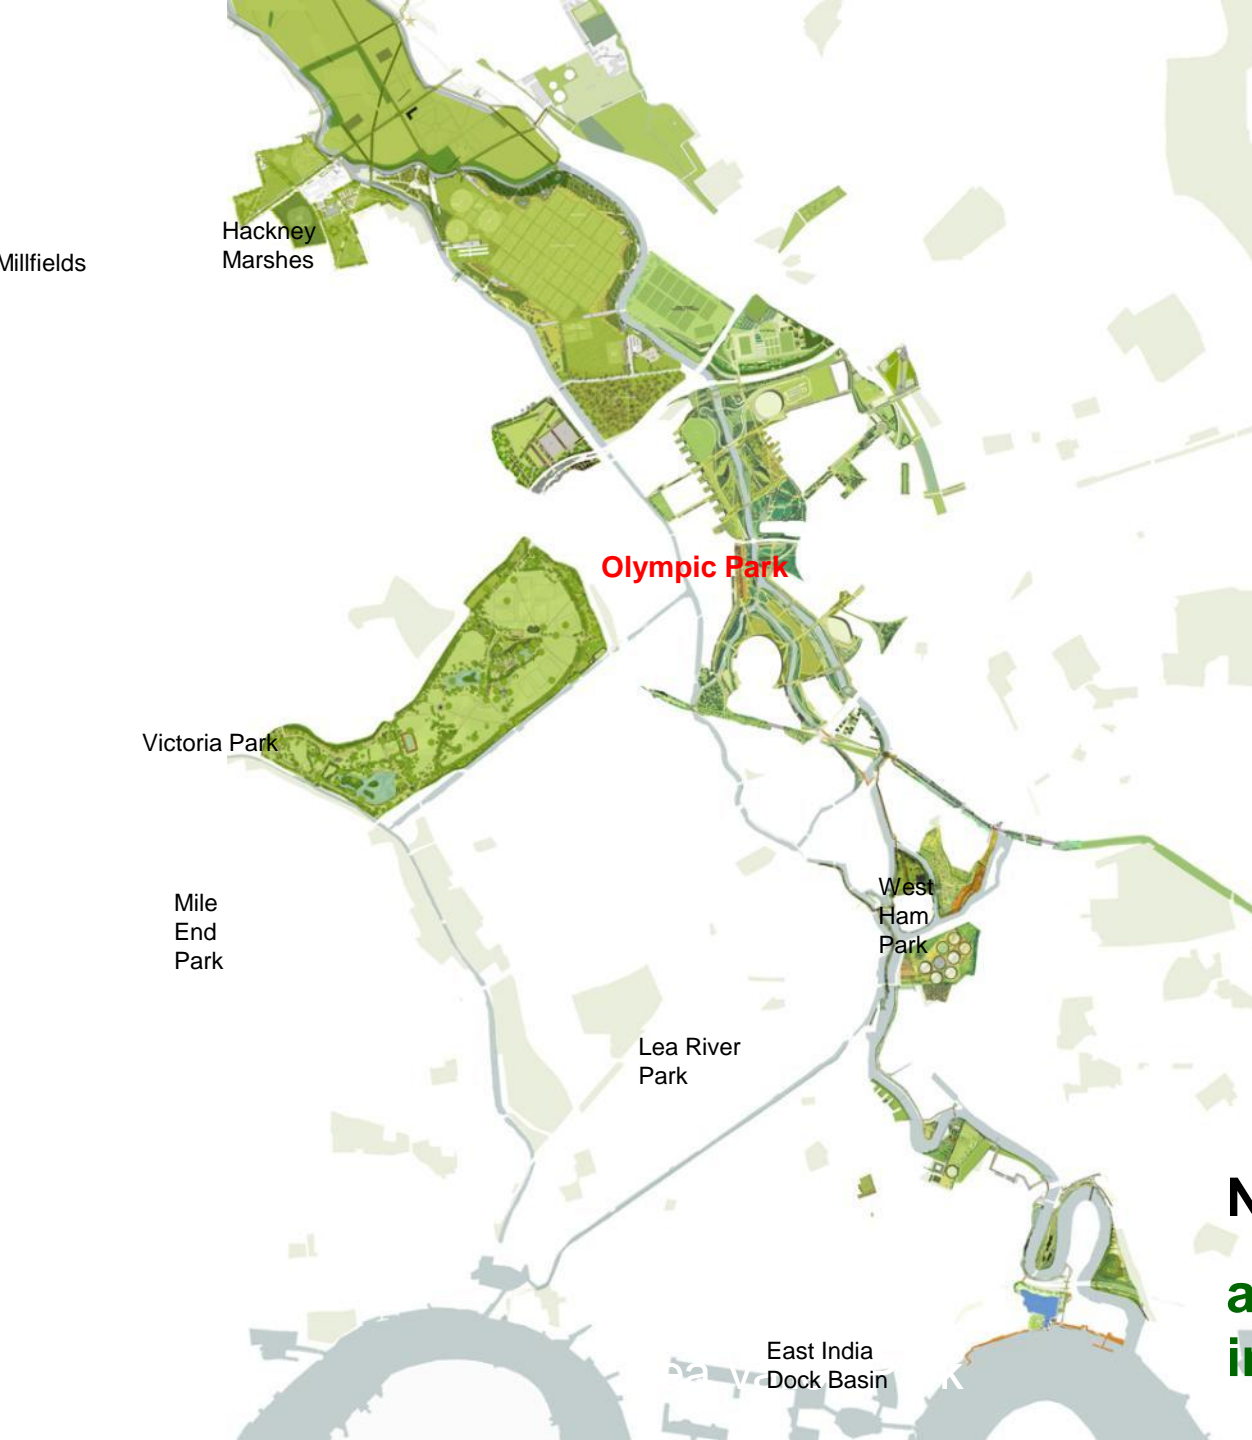 Hackney
Marshes
Millfields
Olympic Park
Victoria Park
West
Ham
Park
Mile
End
Park
Lea River
Park
East India
Dock Basin